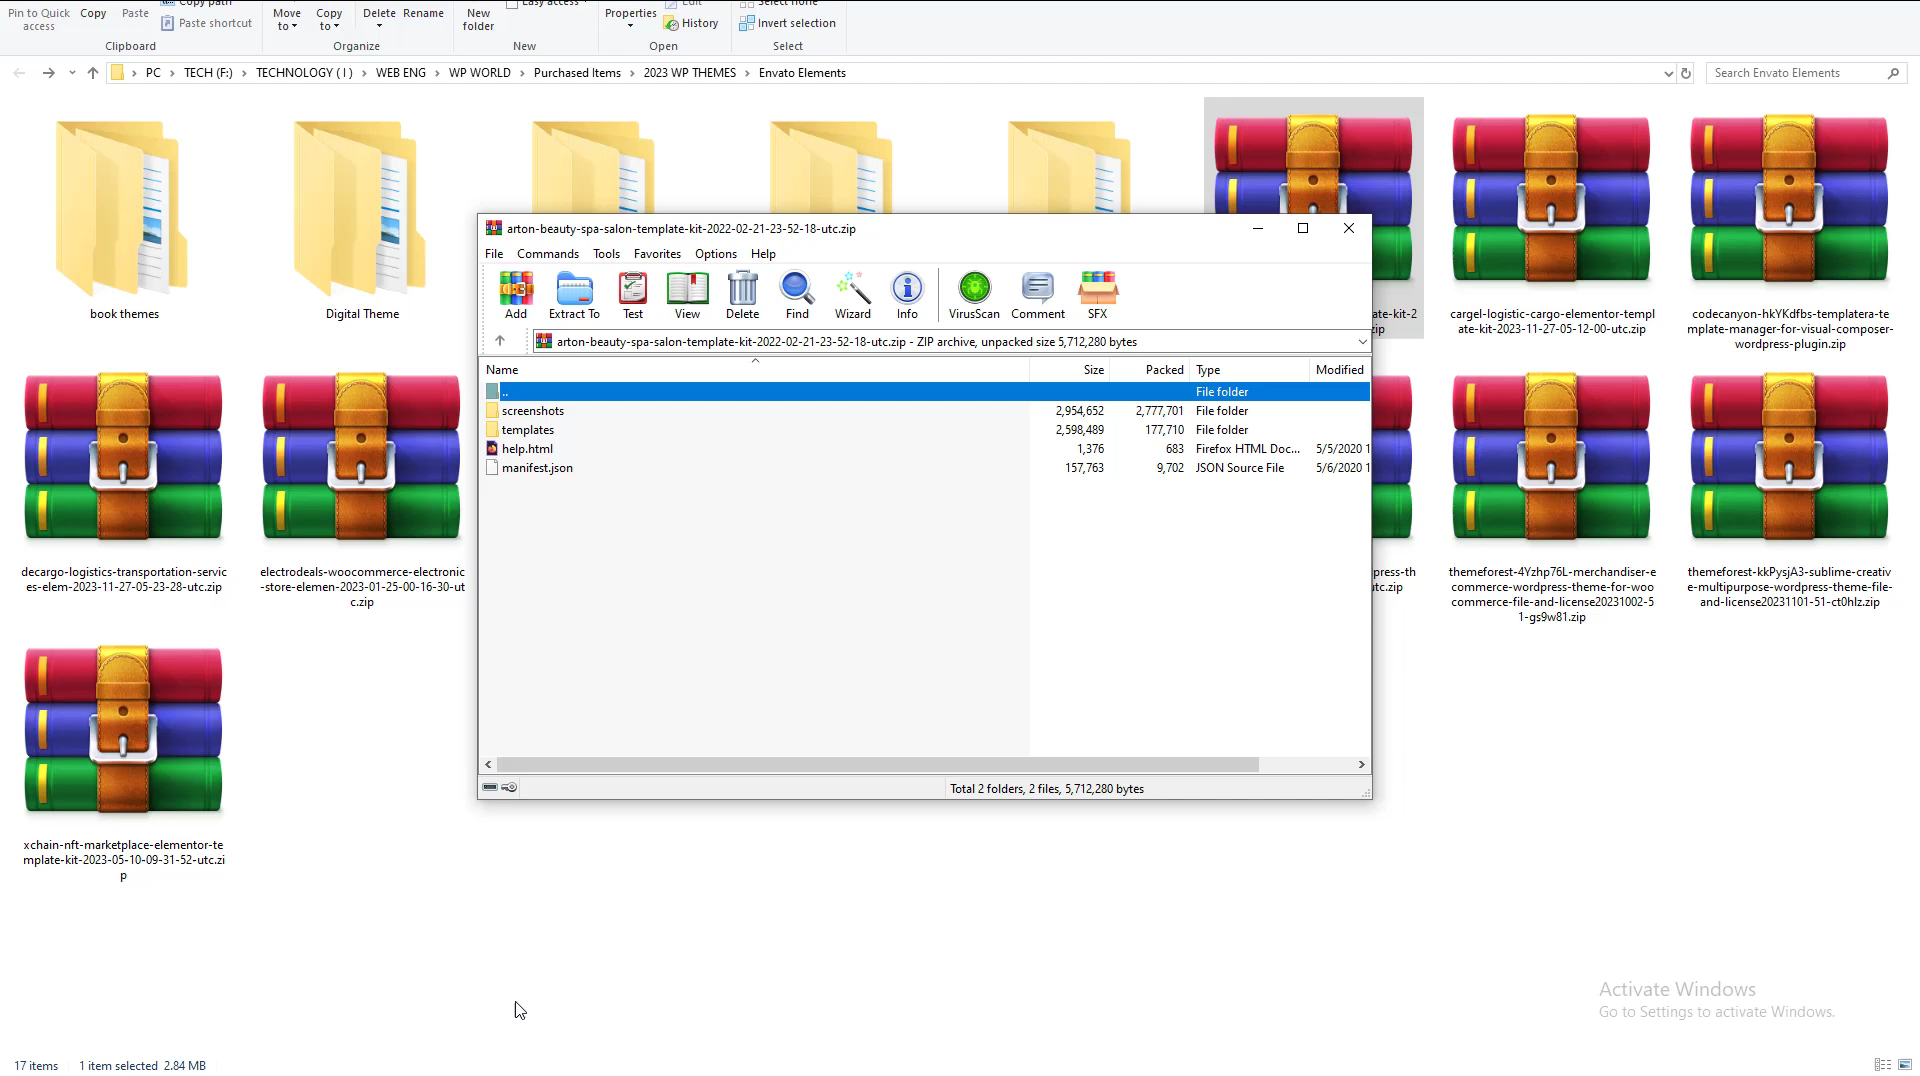 Copy path
Easy access
Edit
Select none
Pin to Quick access
Copy
Paste
Paste shortcut
Move to
Copy to
Delete
Rename
New folder
Properties
History
Invert selection
Clipboard
Organize
New
Open
Select
PC > TECH (F:) > TECHNOLOGY ( I ) > WEB ENG > WP WORLD > Purchased Items > 2023 WP THEMES > Envato Elements
Search Envato Elements
book themes
Digital Theme
ate-kit-2
zip
cargel-logistic-cargo-elementor-templ
ate-kit-2023-11-27-05-12-00-utc.zip
codecanyon-hkYKdfbs-templatera-te
mplate-manager-for-visual-composer-
wordpress-plugin.zip
arton-beauty-spa-salon-template-kit-2022-02-21-23-52-18-utc.zip
File Commands Tools Favorites Options Help
Add Extract To Test View Delete Find Wizard Info VirusScan Comment SFX
arton-beauty-spa-salon-template-kit-2022-02-21-23-52-18-utc.zip - ZIP archive, unpacked size 5,712,280 bytes
Name Size Packed Type Modified
.. File folder
screenshots 2,954,652 2,777,701 File folder
templates 2,598,489 177,710 File folder
help.html 1,376 683 Firefox HTML Doc... 5/5/2020 1
manifest.json 157,763 9,702 JSON Source File 5/6/2020 1
Total 2 folders, 2 files, 5,712,280 bytes
decargo-logistics-transportation-servic
es-elem-2023-11-27-05-23-28-utc.zip
electrodeals-woocommerce-electronic
-store-elemen-2023-01-25-00-16-30-ut
c.zip
press-th
utc.zip
themeforest-4Yzhp76L-merchandiser-e
commerce-wordpress-theme-for-woo
commerce-file-and-license20231002-5
1-gs9w81.zip
themeforest-kkPysjA3-sublime-creativ
e-multipurpose-wordpress-theme-file-
and-license20231101-51-ct0hlz.zip
xchain-nft-marketplace-elementor-te
mplate-kit-2023-05-10-09-31-52-utc.zi
p
Activate Windows
Go to Settings to activate Windows.
17 items
1 item selected 2.84 MB